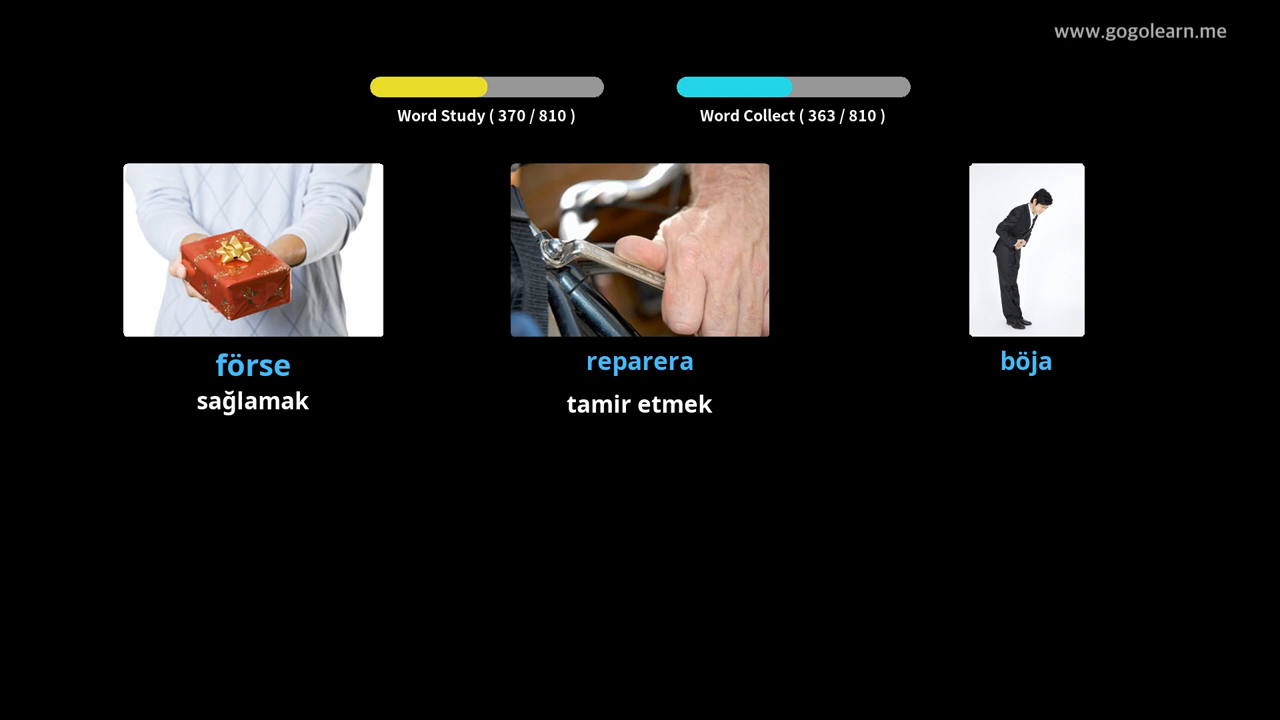 www.gogolearn.me
Word Study ( 370 / 810 )
Word Collect ( 363 / 810 )
förse
sağlamak
reparera
tamir etmek
böja